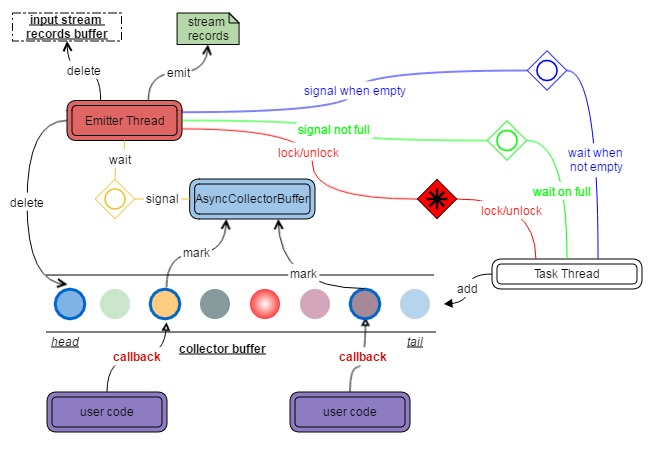 input stream
records buffer
stream
records
delete
emit
signal when empty
Emitter Thread
signal not full
wait
lock/unlock
wait when
not empty
delete
signal
AsyncCollectorBuffer
wait on full
lock/unlock
mark
mark
Task Thread
add
head
collector buffer
tail
callback
callback
user code
user code